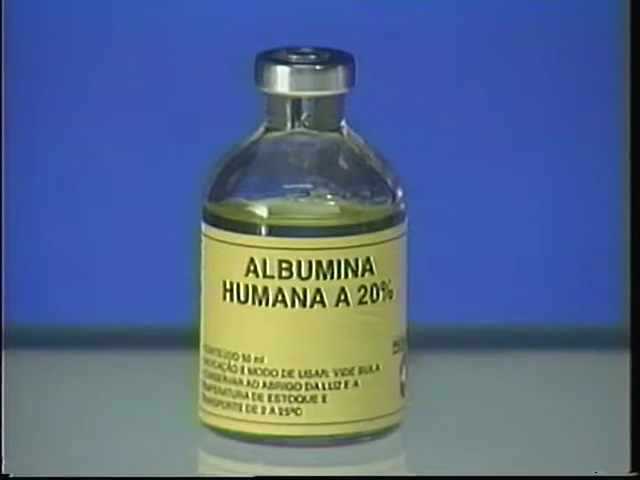 ALBUMINA
HUMANA A 20%
CONTEÚDO 50 ml
INDICAÇÃO E MODO DE USAR: VIDE BULA
CONSERVAR AO ABRIGO DA LUZ E A
TEMPERATURA DE ESTOQUE E
TRANSPORTE DE 2 A 25ºC